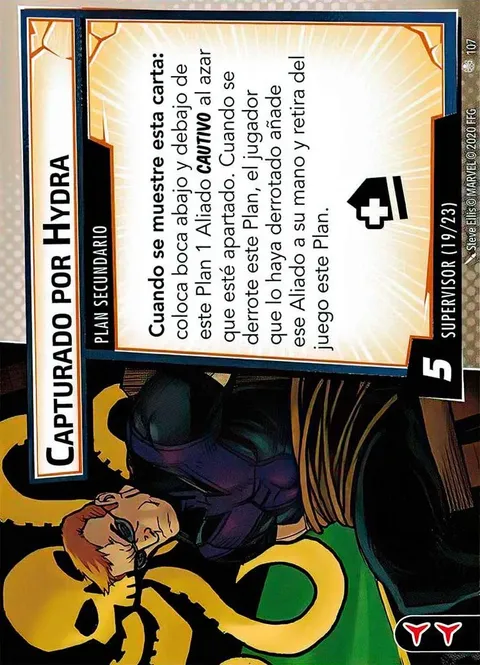 CAPTURADO POR HYDRA
PLAN SECUNDARIO
Cuando se muestre esta carta:
coloca boca abajo y debajo de
este Plan 1 Aliado CAUTIVO al azar
que esté apartado. Cuando se
derrote este Plan, el jugador
que lo haya derrotado añade
ese Aliado a su mano y retira del
juego este Plan.
5
SUPERVISOR (19/23)
Steve Ellis © MARVEL © 2020 FFG
107